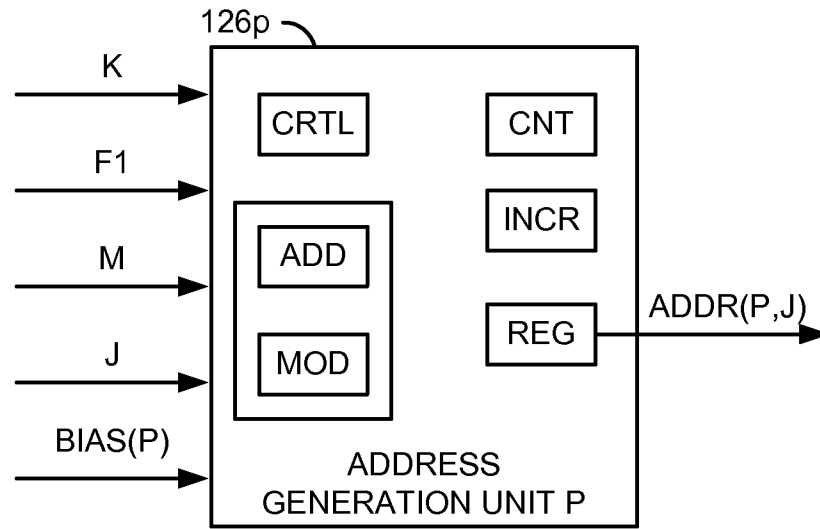 126p
K
CRTL
CNT
F1
INCR
M
ADD
ADDR(P,J)
REG
J
MOD
BIAS(P)
ADDRESS
GENERATION UNIT P